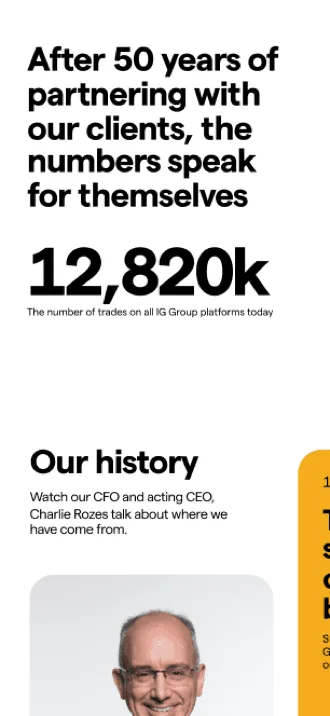 After 50 years of
partnering with
our clients, the
numbers speak
for themselves
12,820k
The number of trades on all IG Group platforms today
Our history
Watch our CFO and acting CEO,
Charlie Rozes talk about where we
have come from.